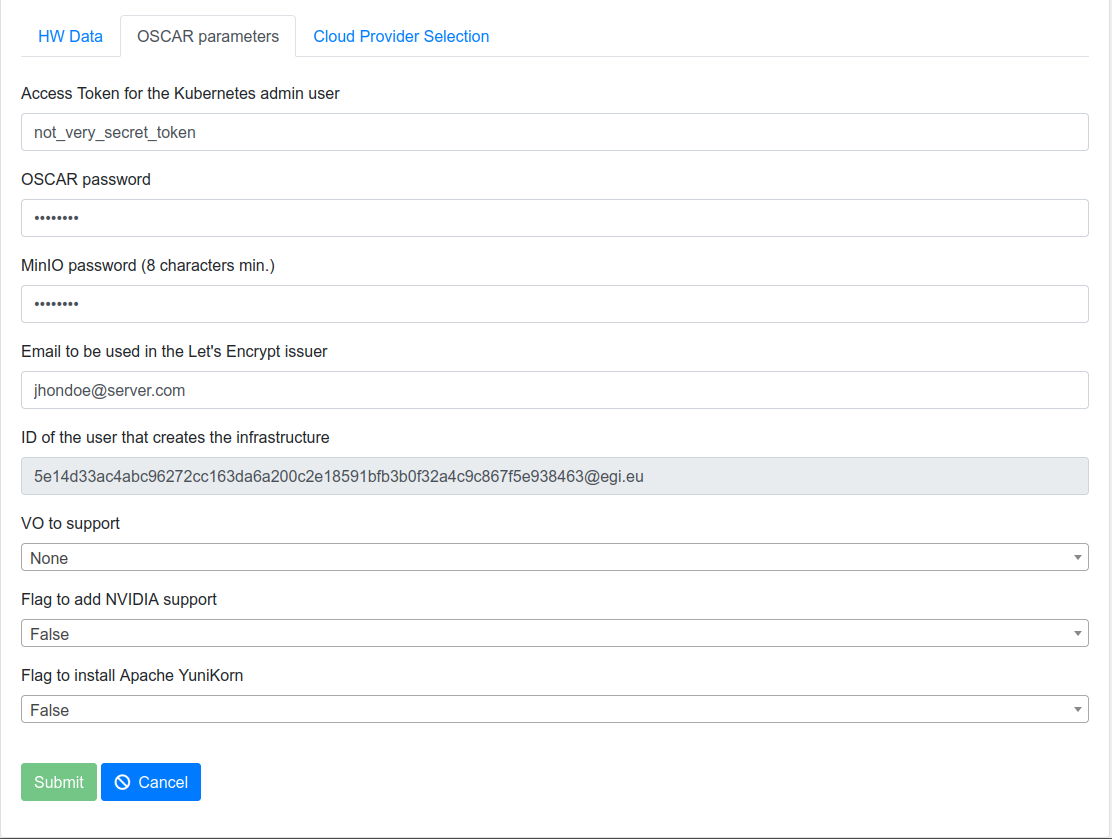 HW Data OSCAR parameters Cloud Provider Selection
Access Token for the Kubernetes admin user
not_very_secret_token
OSCAR password
••••••••
MinIO password (8 characters min.)
••••••••
Email to be used in the Let's Encrypt issuer
jhondoe@server.com
ID of the user that creates the infrastructure
5e14d33ac4abc96272cc163da6a200c2e18591bfb3b0f32a4c9c867f5e938463@egi.eu
VO to support
None
Flag to add NVIDIA support
False
Flag to install Apache YuniKorn
False
Submit Cancel